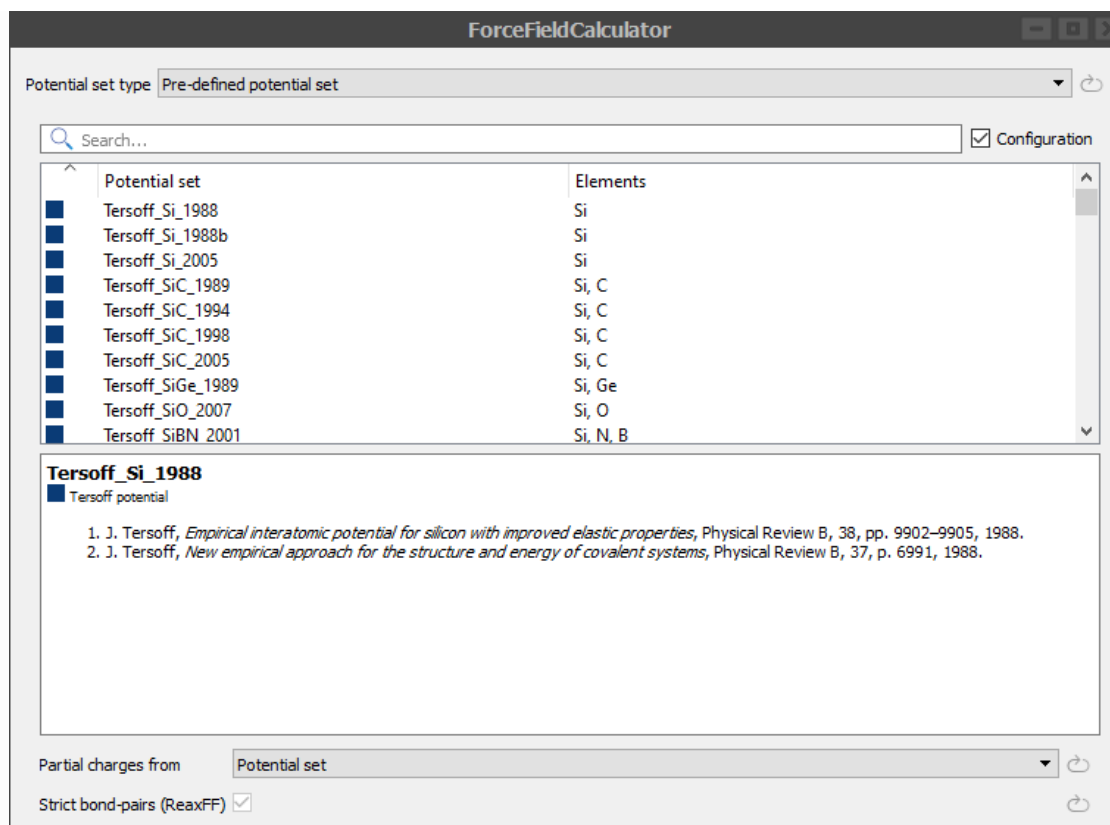 ForceFieldCalculator
Potential set type Pre-defined potential set
Search... Configuration
Potential set Elements
Tersoff_Si_1988 Si
Tersoff_Si_1988b Si
Tersoff_Si_2005 Si
Tersoff_SiC_1989 Si, C
Tersoff_SiC_1994 Si, C
Tersoff_SiC_1998 Si, C
Tersoff_SiC_2005 Si, C
Tersoff_SiGe_1989 Si, Ge
Tersoff_SiO_2007 Si, O
Tersoff_SiBN_2001 Si, N, B
Tersoff_Si_1988
Tersoff potential
1. J. Tersoff, Empirical interatomic potential for silicon with improved elastic properties, Physical Review B, 38, pp. 9902–9905, 1988.
2. J. Tersoff, New empirical approach for the structure and energy of covalent systems, Physical Review B, 37, p. 6991, 1988.
Partial charges from Potential set
Strict bond-pairs (ReaxFF)